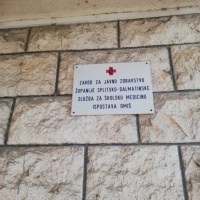 ZAVOD ZA JAVNO ZDRAVSTVO
ŽUPANIJE SPLITSKO-DALMATINSKE
SLUŽBA ZA ŠKOLSKU MEDICINU
ISPOSTAVA OMIŠ